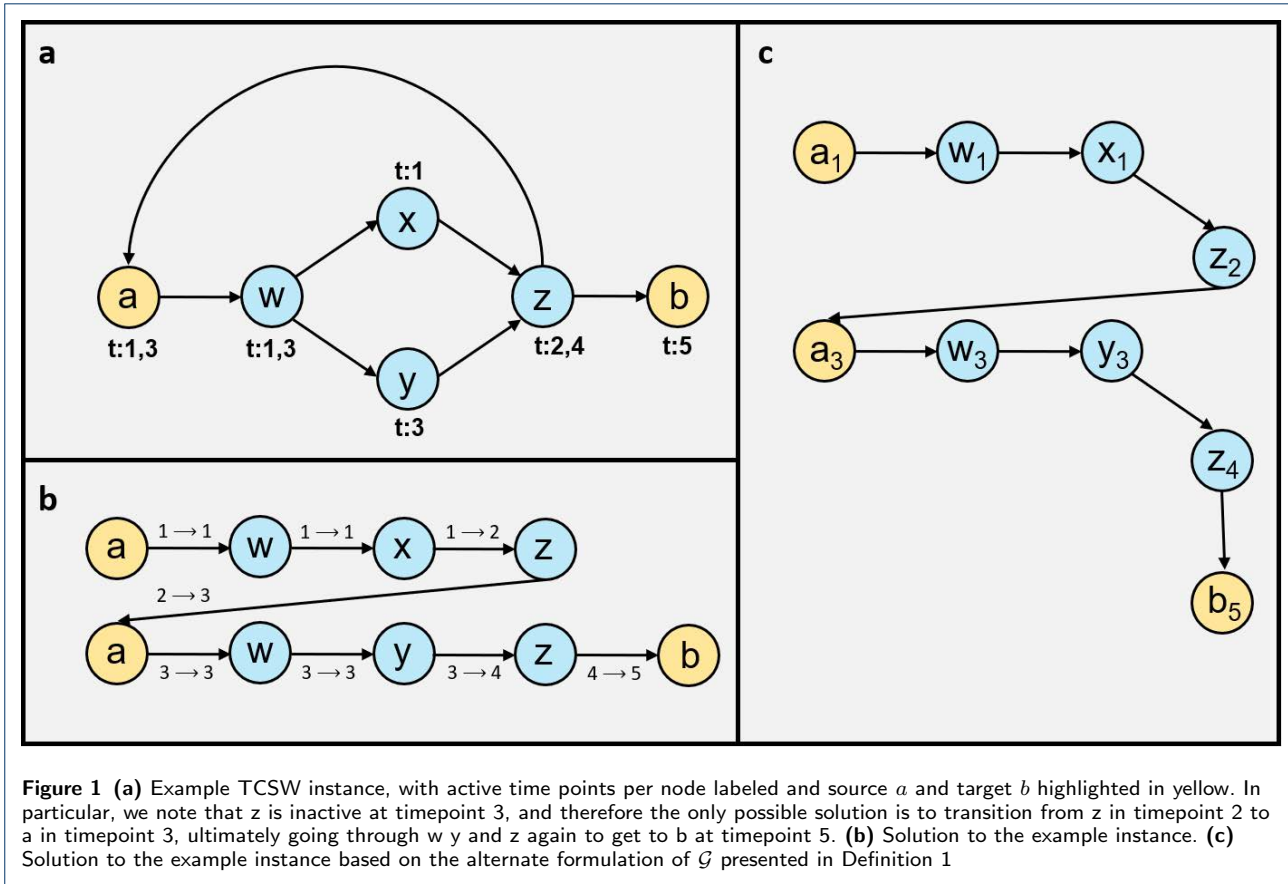 a
t:1
x
a
w
z
b
t:1,3
t:1,3
t:2,4
t:5
y
t:3
b
a
1 → 1
w
1 → 1
x
1 → 2
z
2 → 3
a
3 → 3
w
3 → 3
y
3 → 4
z
4 → 5
b
c
a₁
w₁
x₁
z₂
a₃
w₃
y₃
z₄
b₅
Figure 1 (a) Example TCSW instance, with active time points per node labeled and source a and target b highlighted in yellow. In
particular, we note that z is inactive at timepoint 3, and therefore the only possible solution is to transition from z in timepoint 2 to
a in timepoint 3, ultimately going through w y and z again to get to b at timepoint 5. (b) Solution to the example instance. (c)
Solution to the example instance based on the alternate formulation of 𝒢 presented in Definition 1